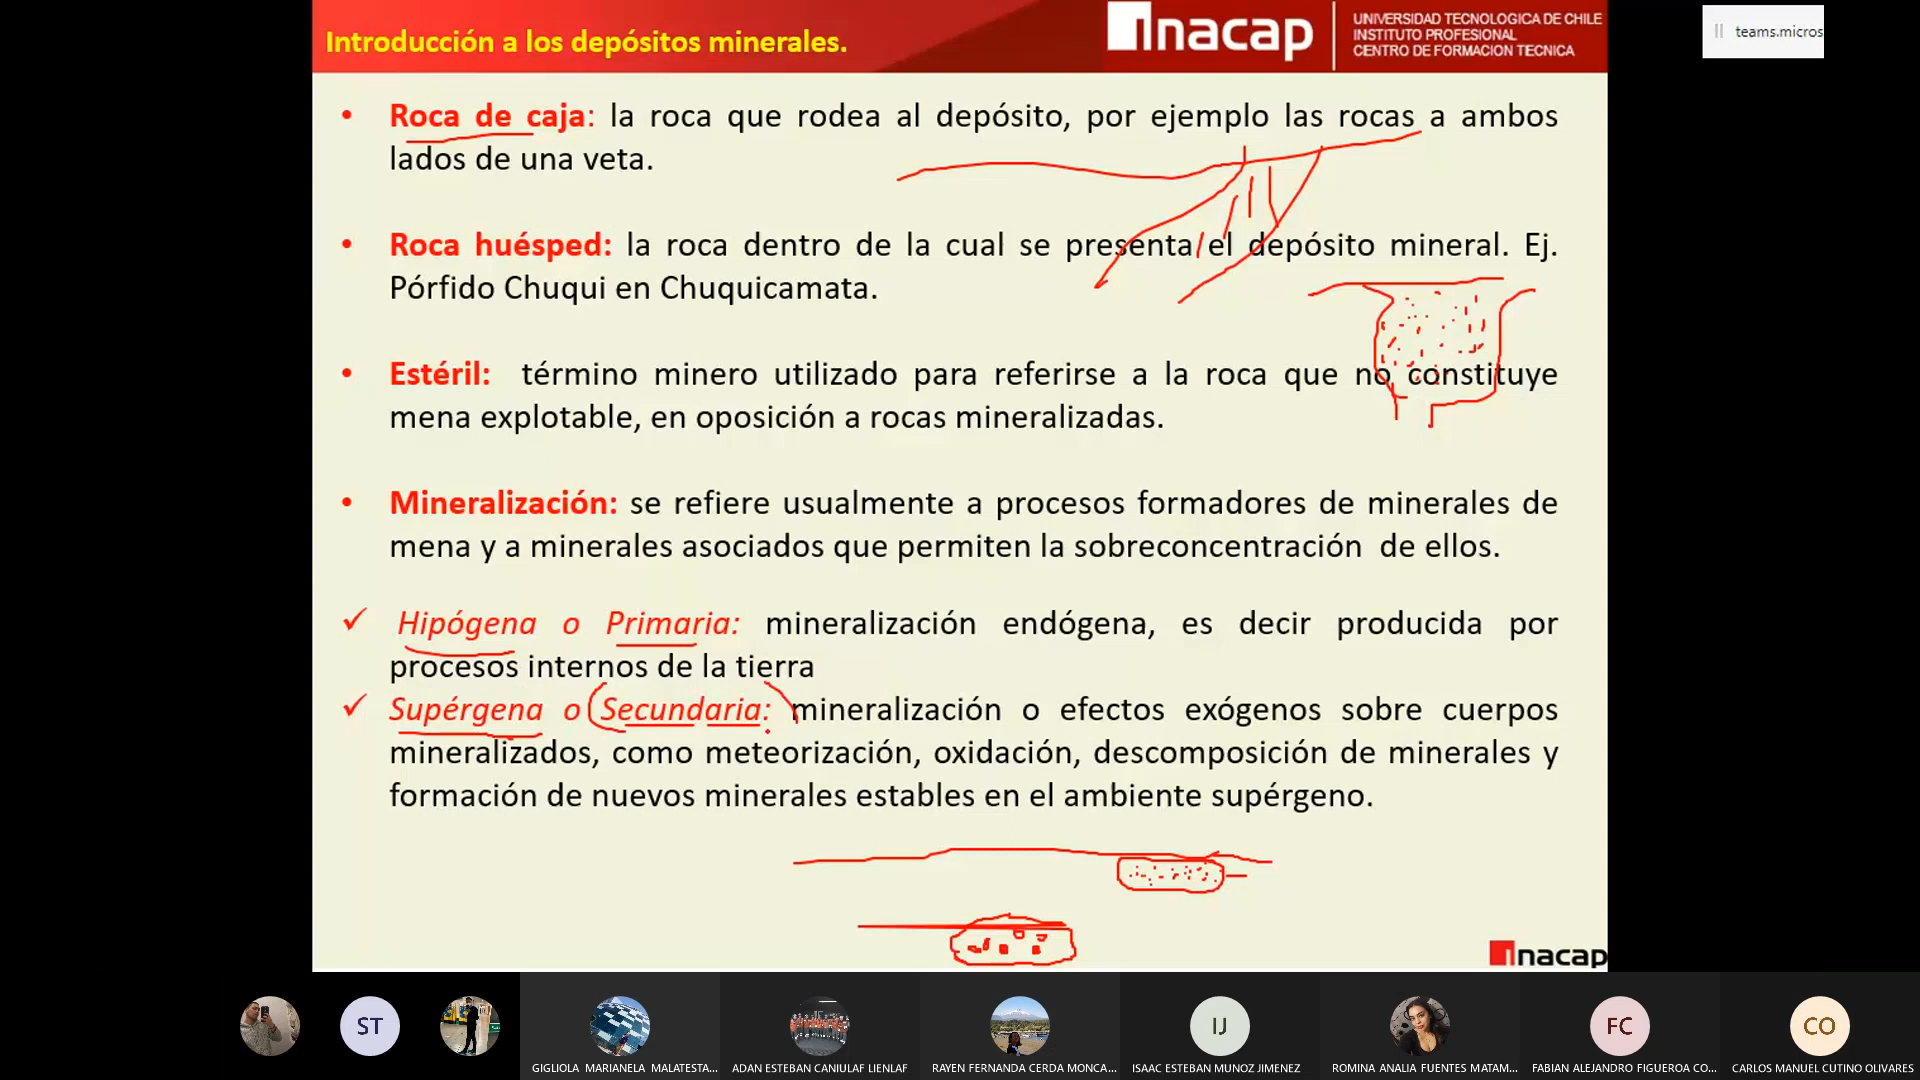 Introducción a los depósitos minerales.
Inacap
UNIVERSIDAD TECNOLOGICA DE CHILE
INSTITUTO PROFESIONAL
CENTRO DE FORMACION TECNICA
teams.micros
• Roca de caja: la roca que rodea al depósito, por ejemplo las rocas a ambos
lados de una veta.
• Roca huésped: la roca dentro de la cual se presenta el depósito mineral. Ej.
Pórfido Chuqui en Chuquicamata.
• Estéril: término minero utilizado para referirse a la roca que no constituye
mena explotable, en oposición a rocas mineralizadas.
• Mineralización: se refiere usualmente a procesos formadores de minerales de
mena y a minerales asociados que permiten la sobreconcentración de ellos.
✓ Hipógena o Primaria: mineralización endógena, es decir producida por
procesos internos de la tierra
✓ Supérgena o Secundaria: mineralización o efectos exógenos sobre cuerpos
mineralizados, como meteorización, oxidación, descomposición de minerales y
formación de nuevos minerales estables en el ambiente supérgeno.
Inacap
ST
IJ
FC
CO
GIGLIOLA MARIANELA MALATESTA...
ADAN ESTEBAN CANIULAF LIENLAF
RAYEN FERNANDA CERDA MONCA...
ISAAC ESTEBAN MUNOZ JIMENEZ
ROMINA ANALIA FUENTES MATAM...
FABIAN ALEJANDRO FIGUEROA CO...
CARLOS MANUEL CUTINO OLIVARES